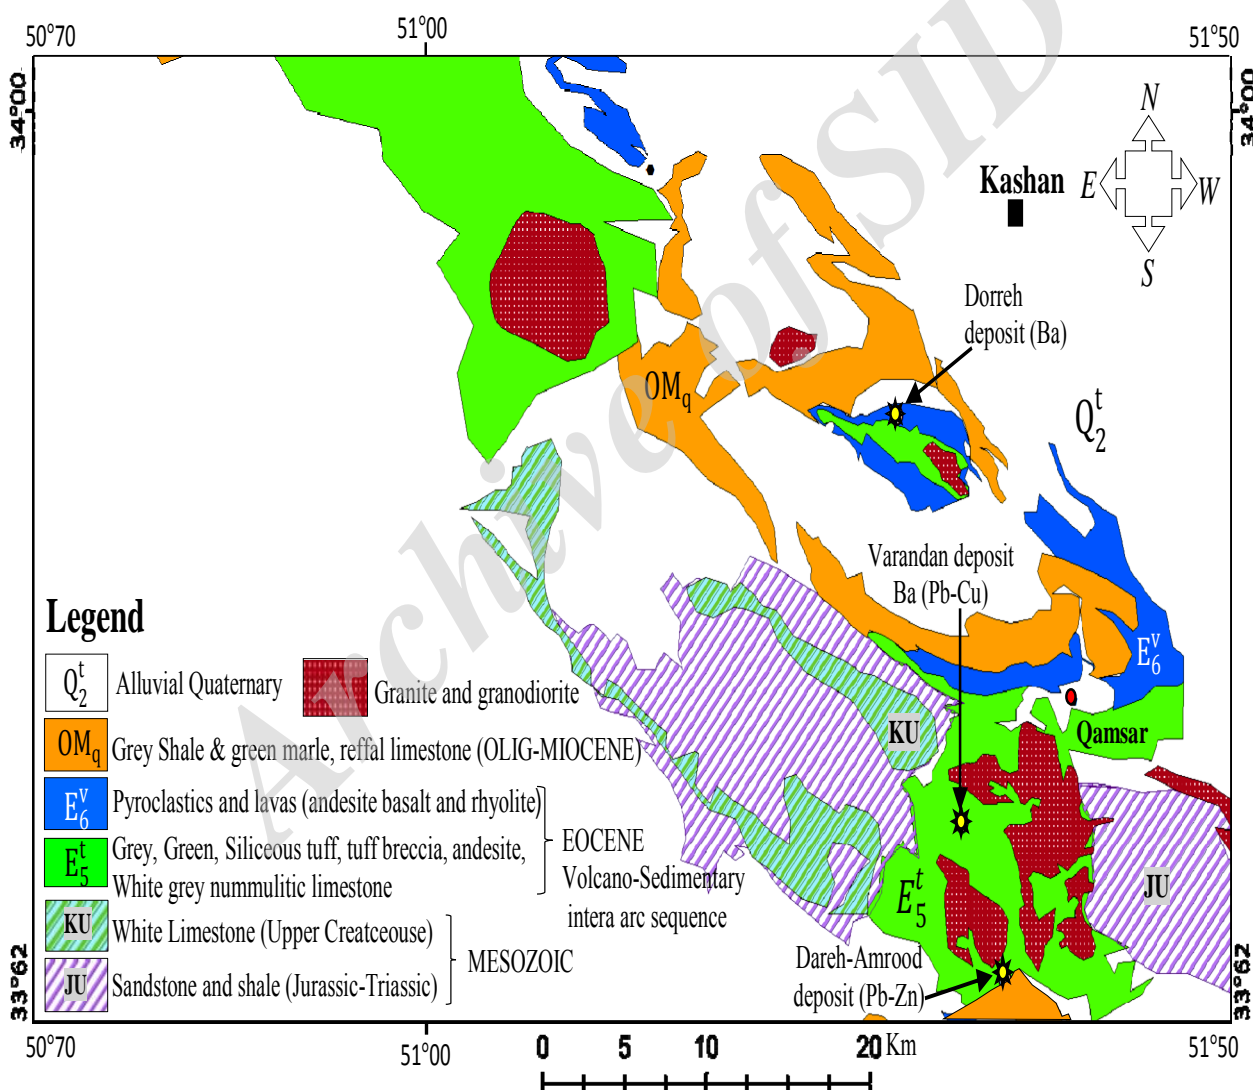 50°70
51°00
51°50
34°00
34°00
N
E
W
S
Kashan
Dorreh
deposit (Ba)
OMq
Q₂ᵗ
Varandan deposit
Ba (Pb-Cu)
E₆ᵛ
KU
Qamsar
JU
E₅ᵗ
Dareh-Amrood
deposit (Pb-Zn)
Legend
Q₂ᵗ Alluvial Quaternary
Granite and granodiorite
OMq Grey Shale & green marle, reffal limestone (OLIG-MIOCENE)
E₆ᵛ Pyroclastics and lavas (andesite basalt and rhyolite)
E₅ᵗ Grey, Green, Siliceous tuff, tuff breccia, andesite,
White grey nummulitic limestone
EOCENE
Volcano-Sedimentary
intera arc sequence
KU White Limestone (Upper Creatceouse)
JU Sandstone and shale (Jurassic-Triassic)
MESOZOIC
33°62
33°62
50°70
51°00
51°50
0 5 10 20 Km
Archive of SID